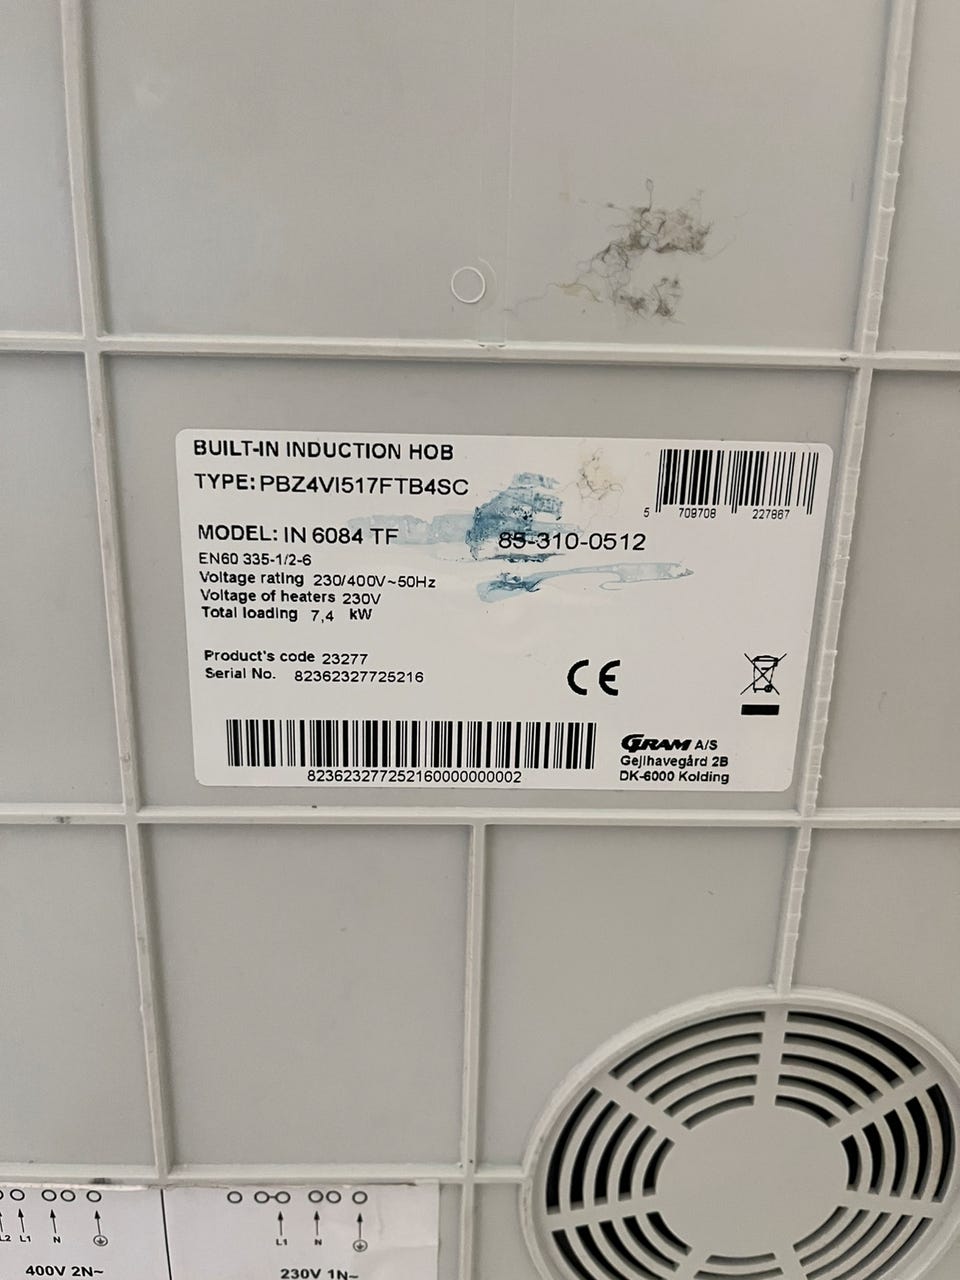 BUILT-IN INDUCTION HOB
TYPE: PBZ4VI517FTB4SC
5 708708 227867
MODEL: IN 6084 TF 85-310-0512
EN60 335-1/2-6
Voltage rating 230/400V~50Hz
Voltage of heaters 230V
Total loading 7,4 kW
Product's code 23277
Serial No. 82362327725216
CE
823623277252160000000002
GRAM A/S
Gejlhavegård 2B
DK-6000 Kolding
L2 L1 N
400V 2N~
L1 N
230V 1N~